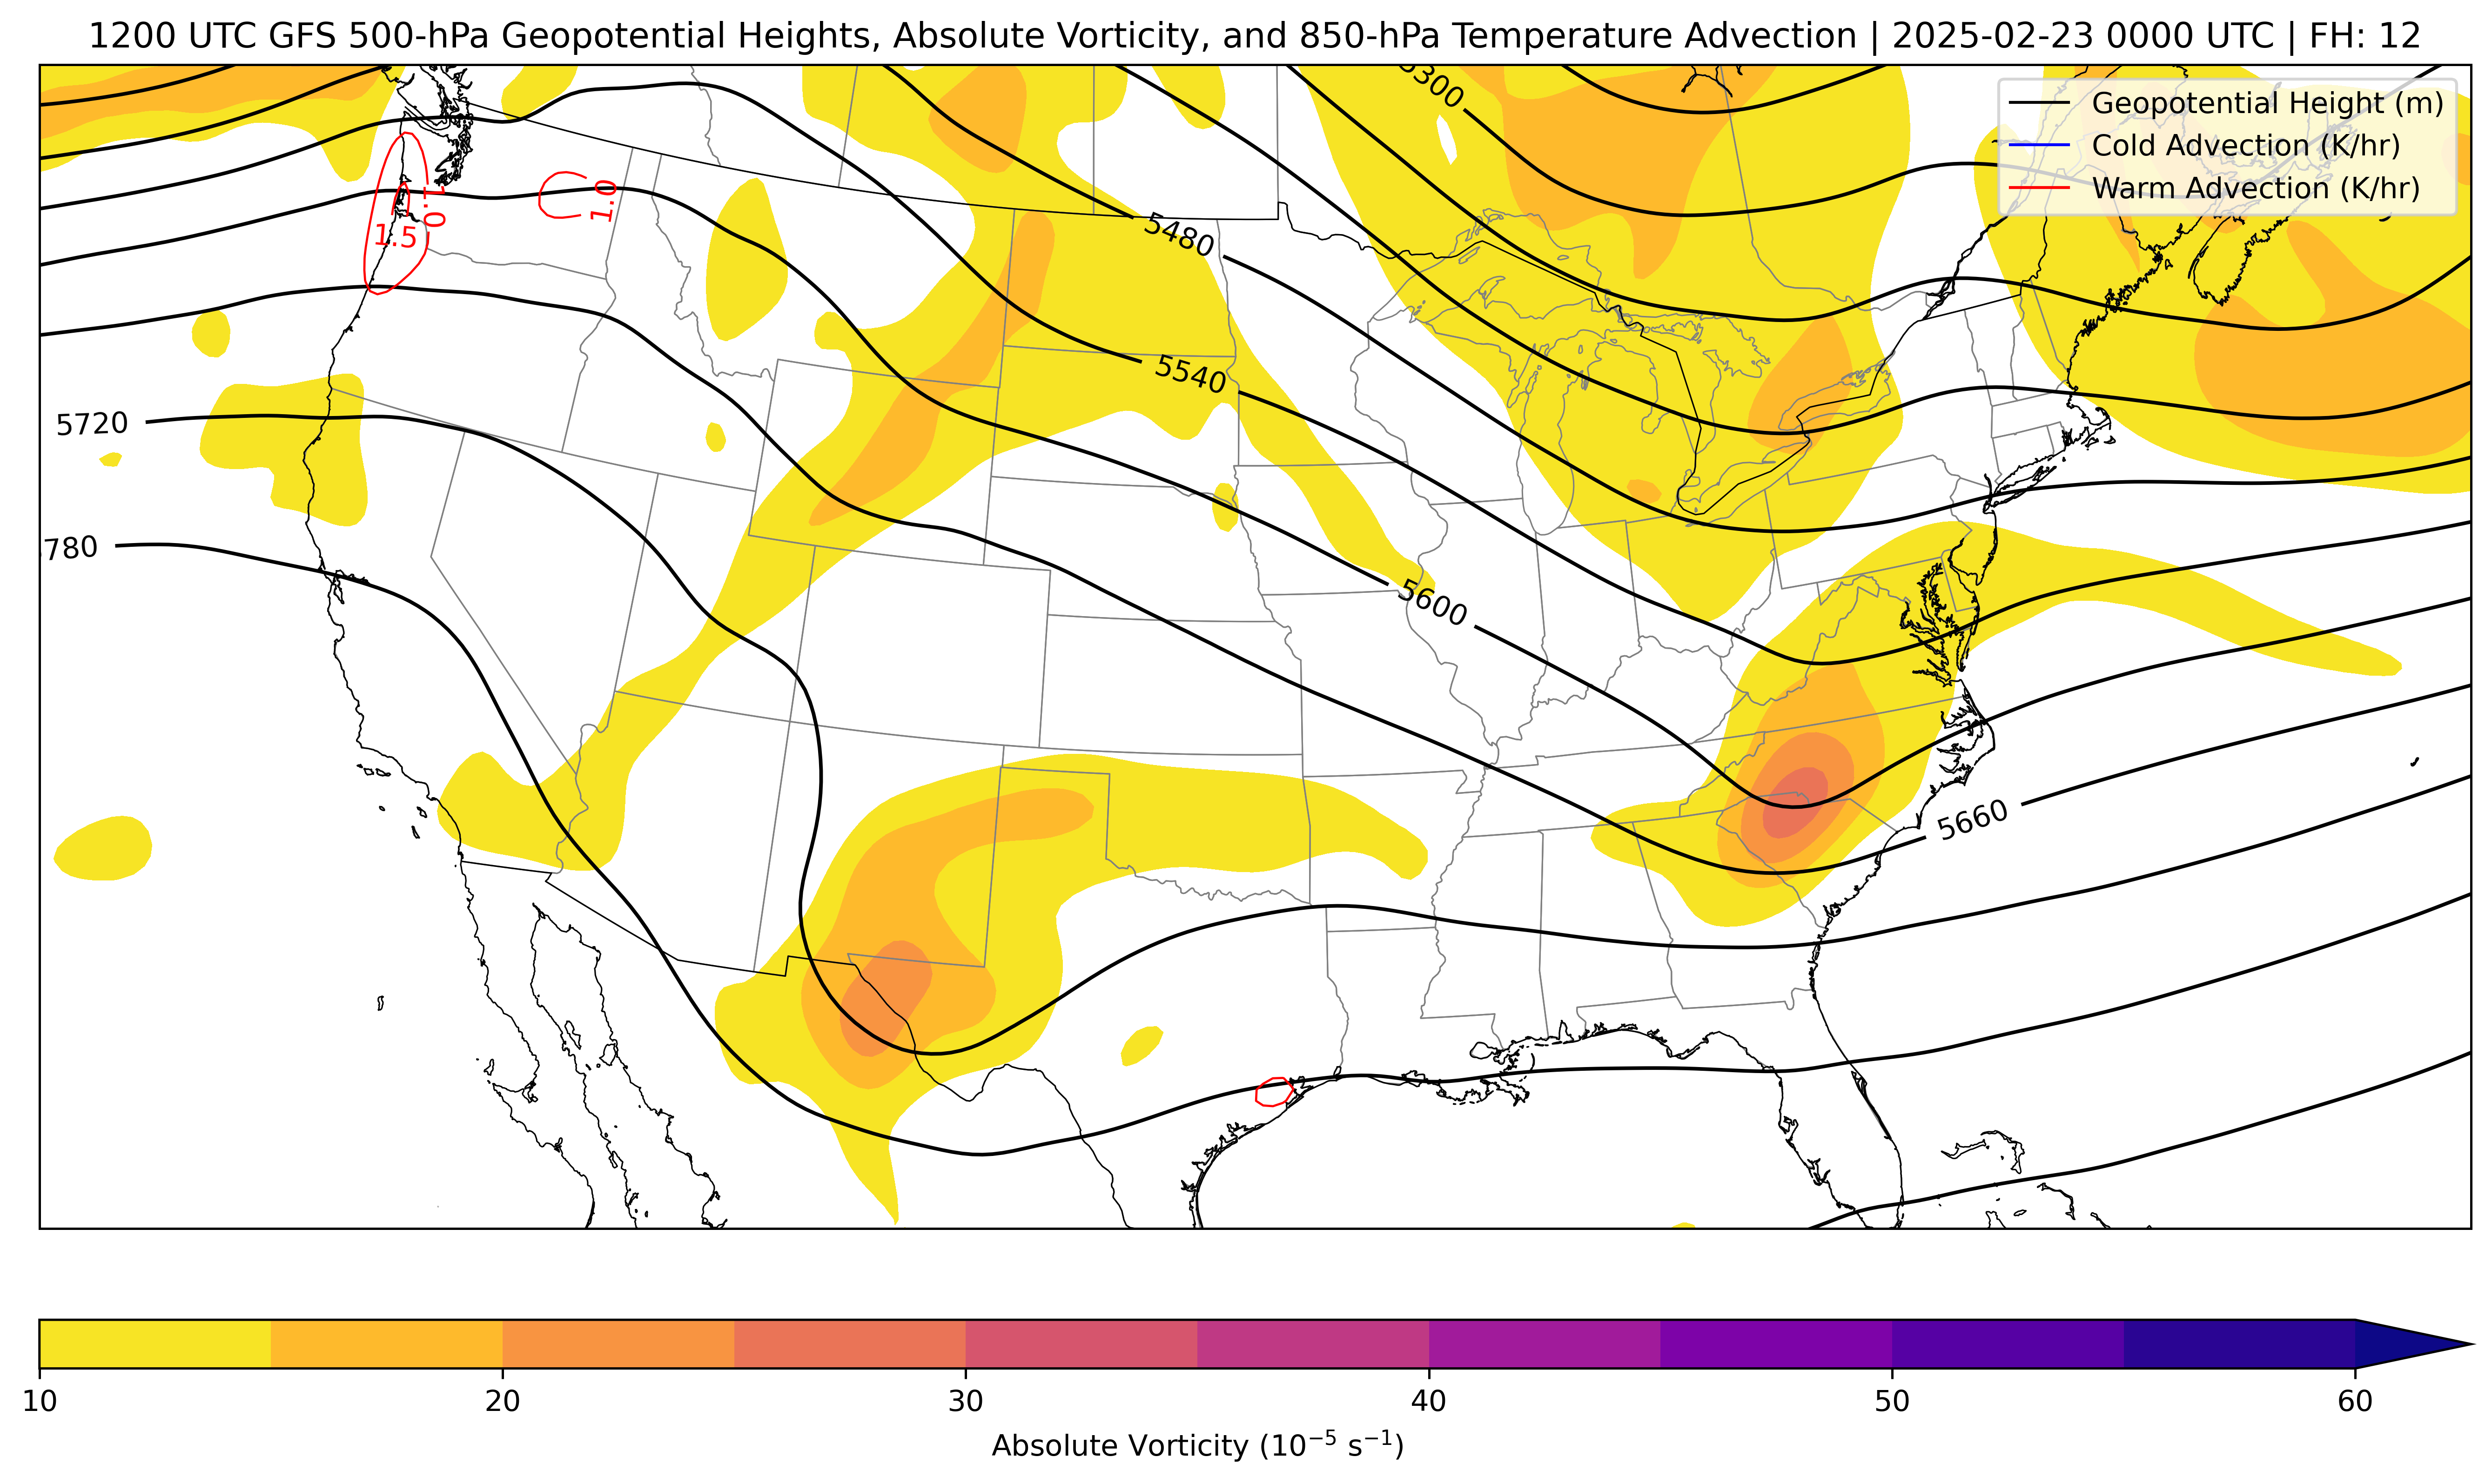 1200 UTC GFS 500-hPa Geopotential Heights, Absolute Vorticity, and 850-hPa Temperature Advection | 2025-02-23 0000 UTC | FH: 12
Geopotential Height (m)
Cold Advection (K/hr)
Warm Advection (K/hr)
5300
1.0
1.0
1.5
5480
5540
5720
780
5600
5660
10 20 30 40 50 60
Absolute Vorticity (10⁻⁵ s⁻¹)